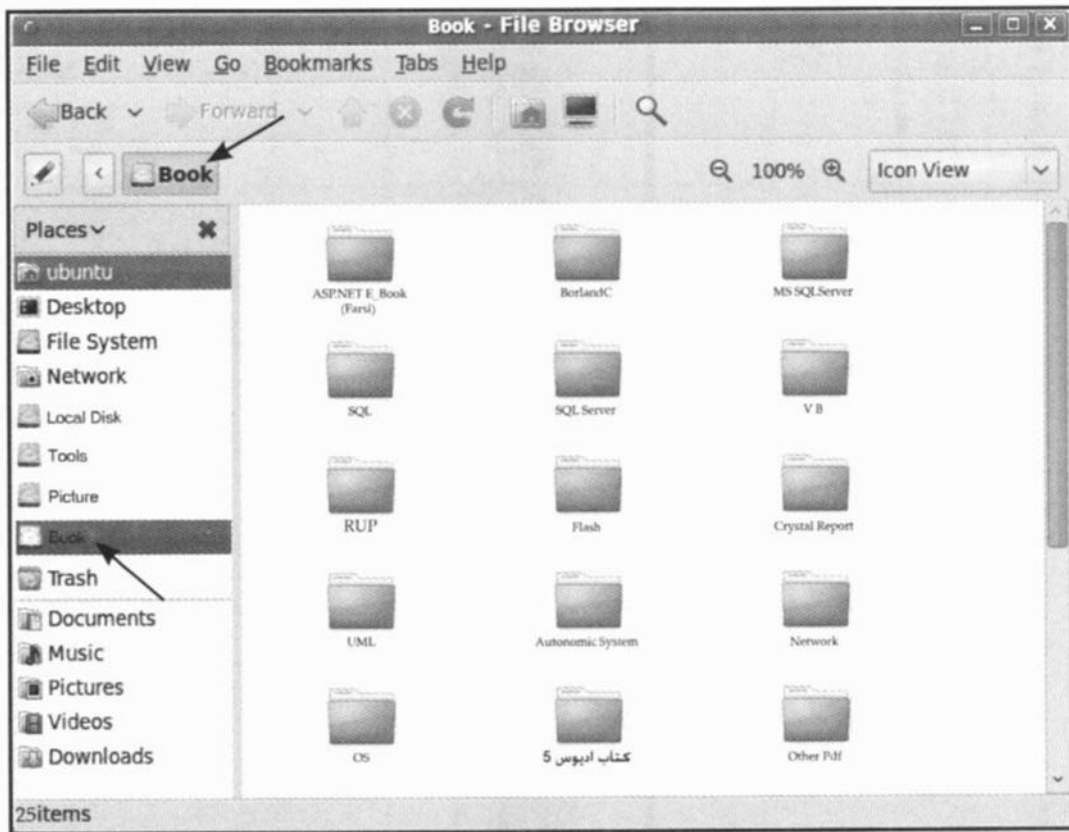 Book - File Browser
File Edit View Go Bookmarks Tabs Help
Back Forward
Book 100% Icon View
Places
ubuntu
Desktop
File System
Network
Local Disk
Tools
Picture
Book
Trash
Documents
Music
Pictures
Videos
Downloads
ASP.NET E_Book
(Farsi)
BorlandC
MS SQLServer
SQL
SQL Server
V B
RUP
Flash
Crystal Report
UML
Autonomic System
Network
OS
كتاب اديوس 5
Other Pdf
25items